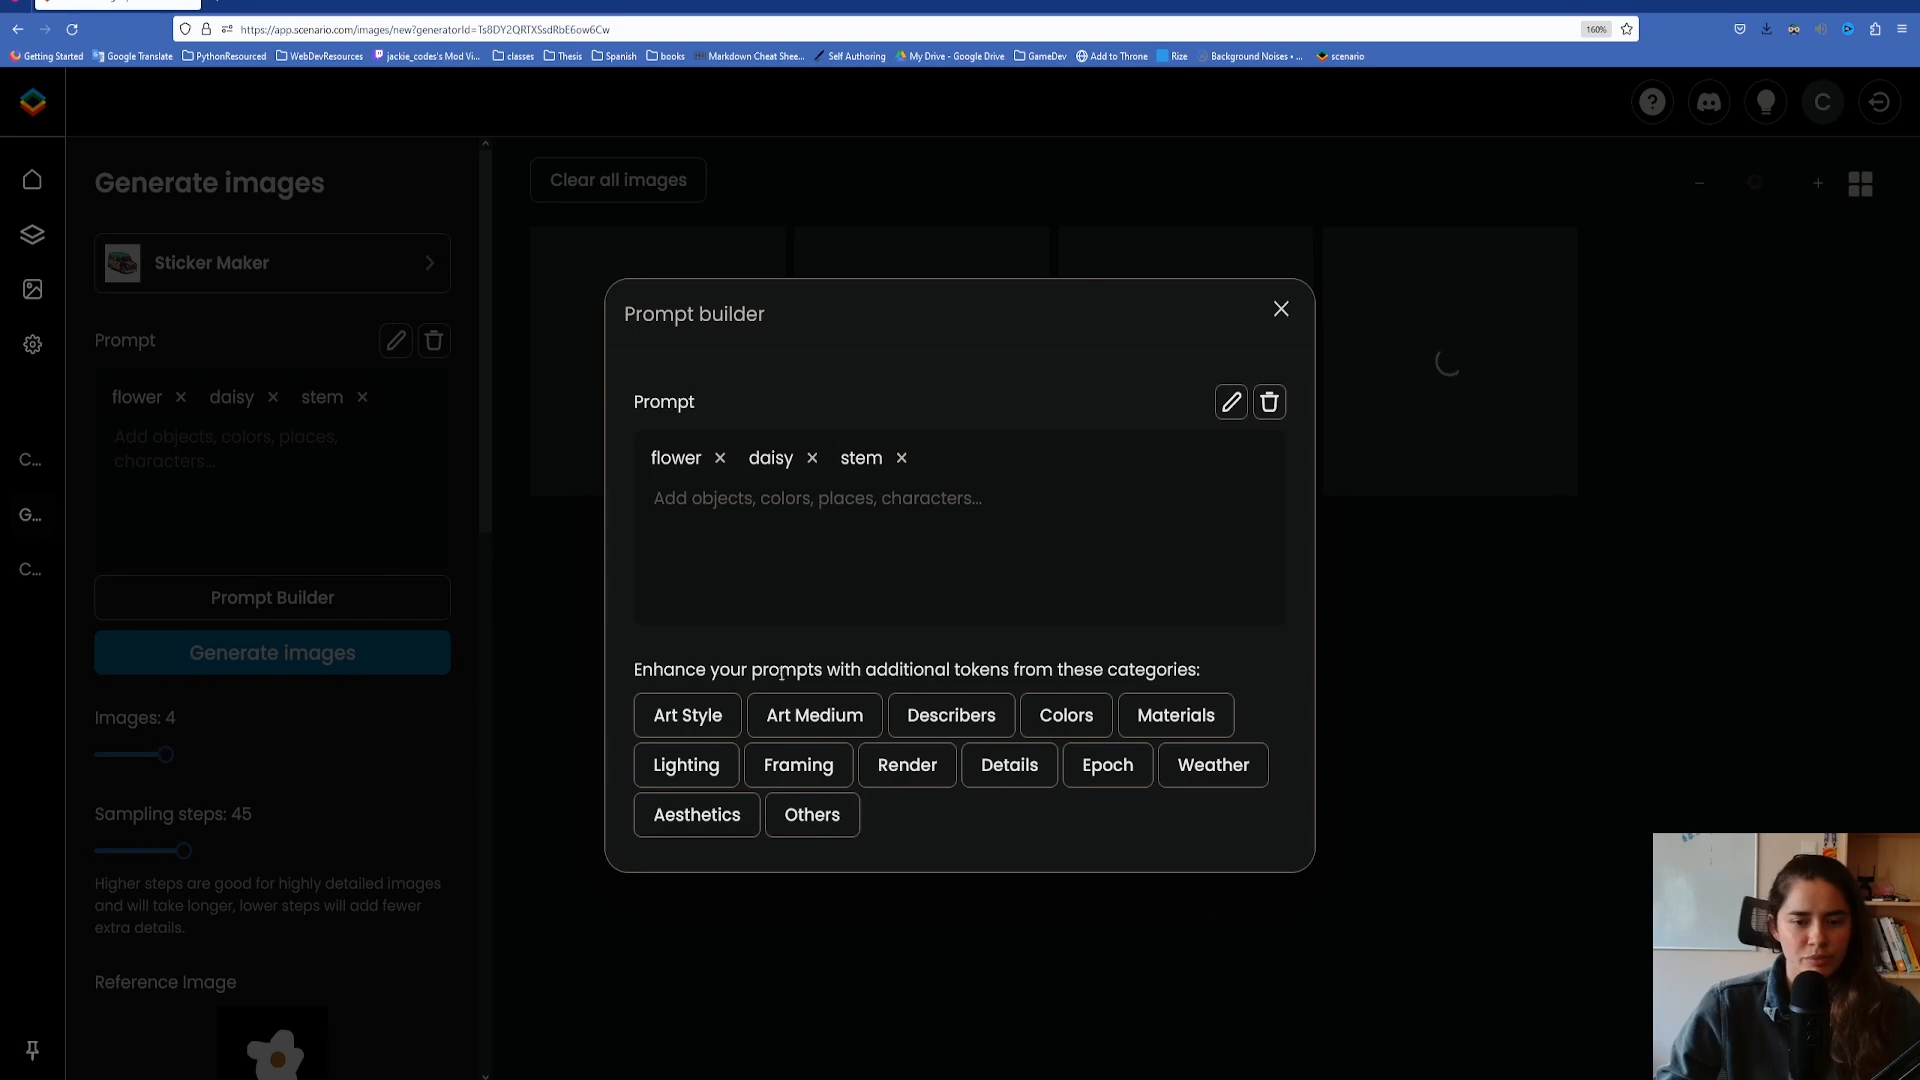 https://app.scenario.com/images/new?generatorId=Ts8DY2QRTXSsdRbE6ow6Cw
160%
Getting Started
Google Translate
PythonResourced
WebDevResources
jackie_codes's Mod Vi...
classes
Thesis
Spanish
books
Markdown Cheat Shee...
Self Authoring
My Drive - Google Drive
GameDev
Add to Throne
Rize
Background Noises • ...
scenario
C
Generate images
Clear all images
Sticker Maker
Prompt
flower × daisy × stem ×
Add objects, colors, places,
characters...
C...
G...
C...
Prompt Builder
Generate images
Images: 4
Sampling steps: 45
Higher steps are good for highly detailed images
and will take longer, lower steps will add fewer
extra details.
Reference Image
Prompt builder
Prompt
flower × daisy × stem ×
Add objects, colors, places, characters...
Enhance your prompts with additional tokens from these categories:
Art Style
Art Medium
Describers
Colors
Materials
Lighting
Framing
Render
Details
Epoch
Weather
Aesthetics
Others